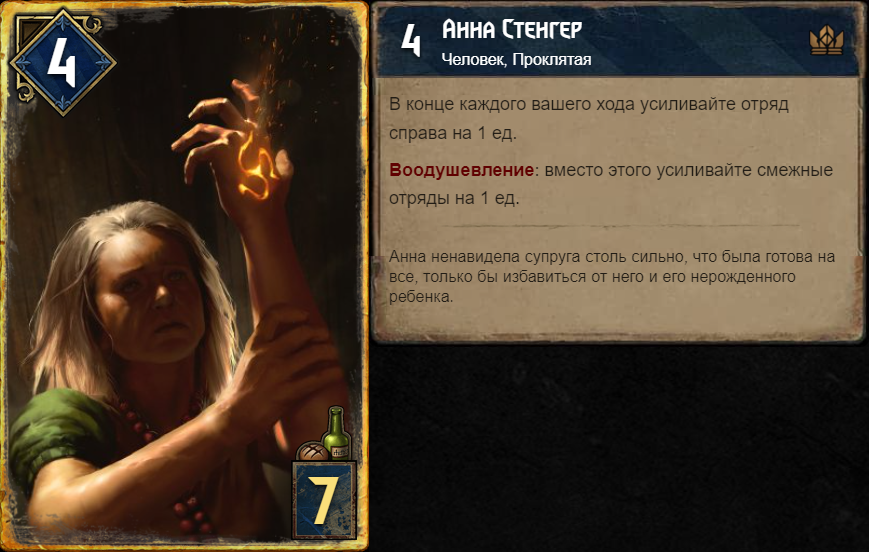 4
7
4
Анна Стенгер
Человек, Проклятая
В конце каждого вашего хода усиливайте отряд
справа на 1 ед.
Воодушевление: вместо этого усиливайте смежные
отряды на 1 ед.
Анна ненавидела супруга столь сильно, что была готова на
все, только бы избавиться от него и его нерожденного
ребенка.